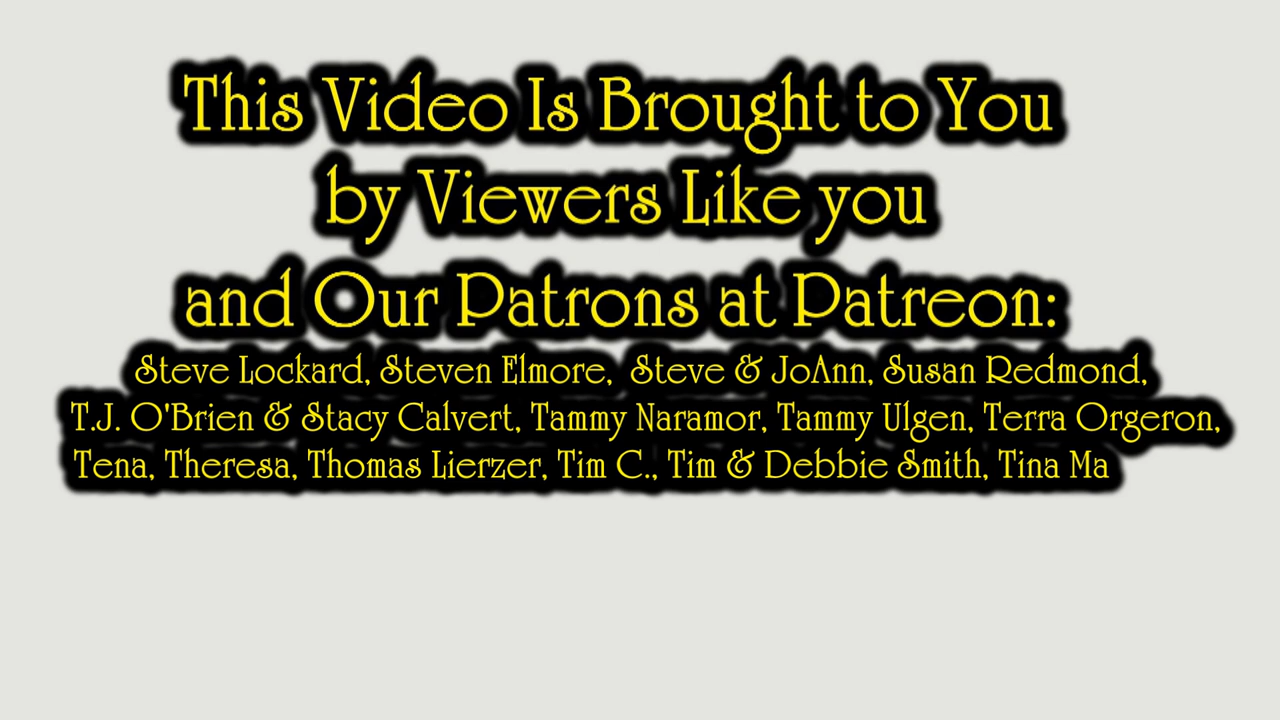 This Video Is Brought to You
by Viewers Like you
and Our Patrons at Patreon:
Steve Lockard, Steven Elmore, Steve & JoAnn, Susan Redmond,
T.J. O'Brien & Stacy Calvert, Tammy Naramor, Tammy Ulgen, Terra Orgeron,
Tena, Theresa, Thomas Lierzer, Tim C., Tim & Debbie Smith, Tina Ma